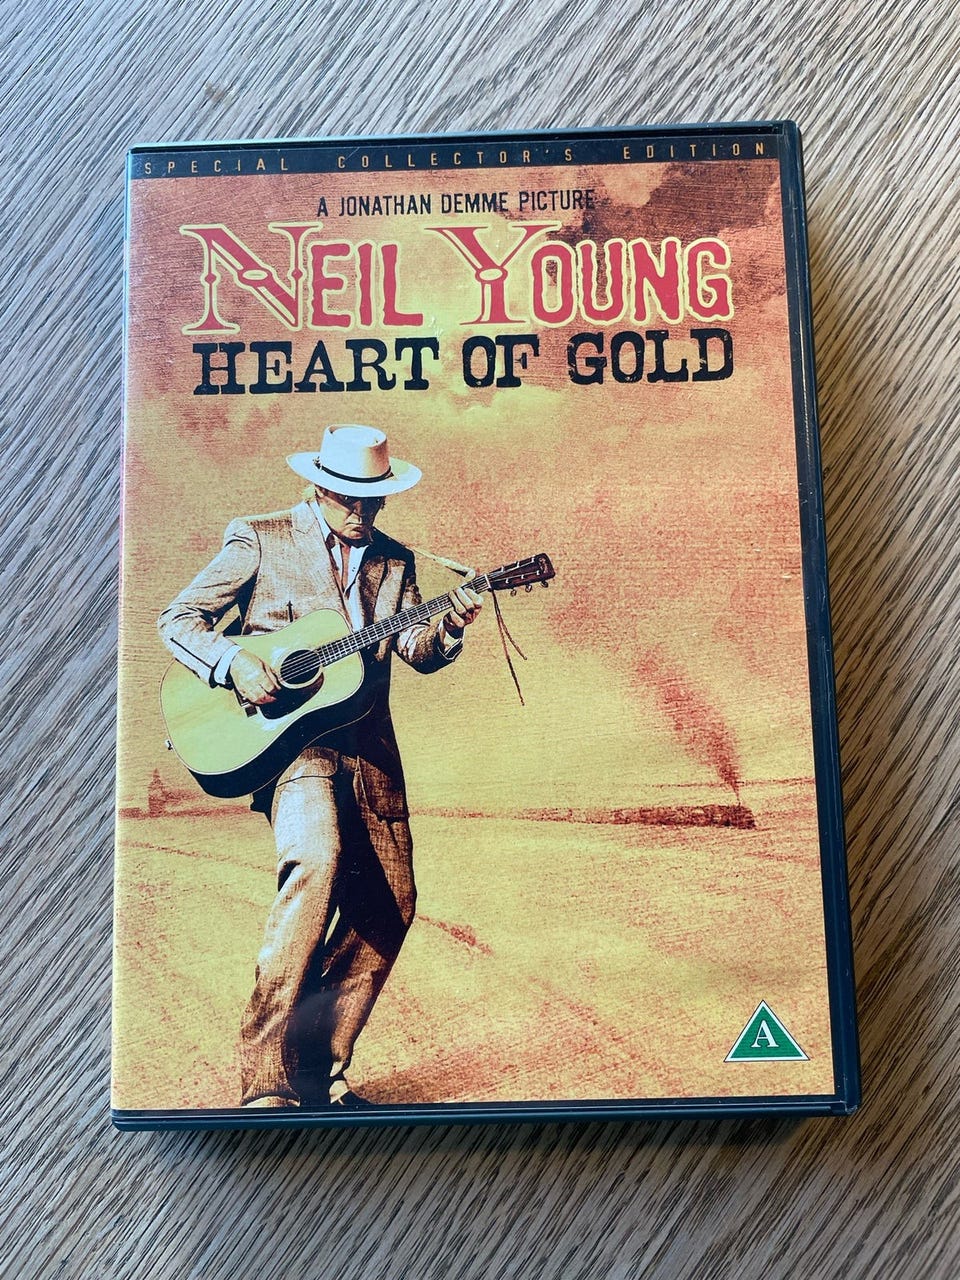 SPECIAL COLLECTOR'S EDITION
A JONATHAN DEMME PICTURE
NEIL YOUNG
HEART OF GOLD
A